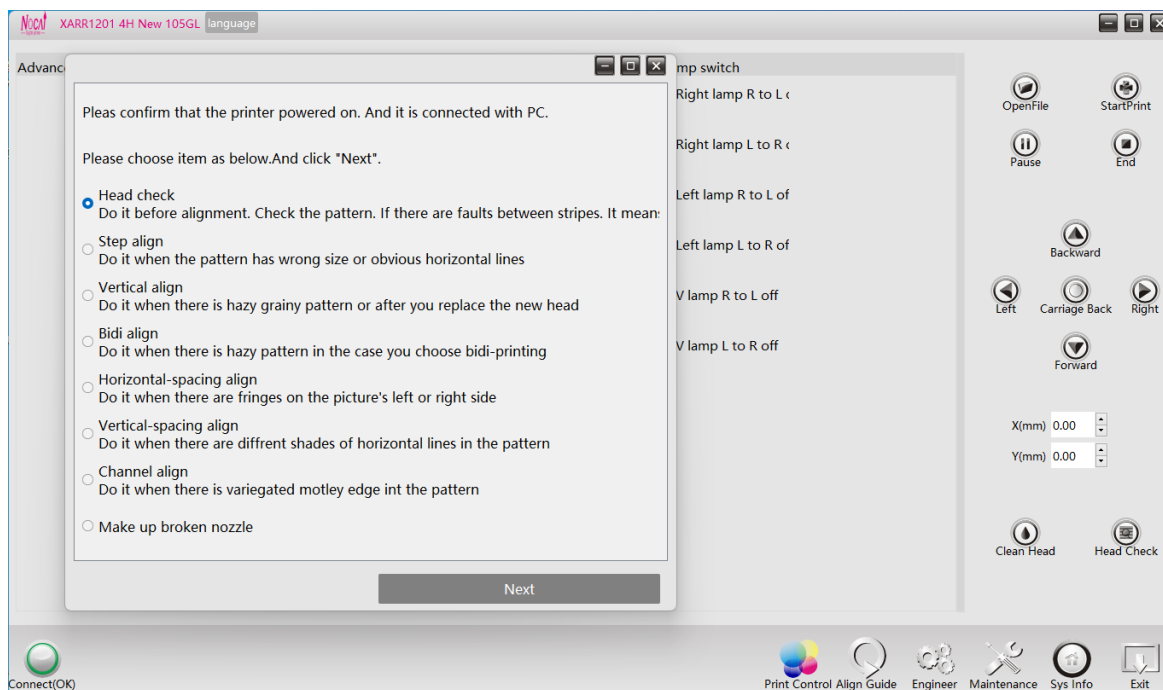 Nocai XARR1201 4H New 105GL language
Advanc
mp switch
Pleas confirm that the printer powered on. And it is connected with PC.
Please choose item as below.And click "Next".
Head check
Do it before alignment. Check the pattern. If there are faults between stripes. It mean
Step align
Do it when the pattern has wrong size or obvious horizontal lines
Vertical align
Do it when there is hazy grainy pattern or after you replace the new head
Bidi align
Do it when there is hazy pattern in the case you choose bidi-printing
Horizontal-spacing align
Do it when there are fringes on the picture's left or right side
Vertical-spacing align
Do it when there are diffrent shades of horizontal lines in the pattern
Channel align
Do it when there is variegated motley edge int the pattern
Make up broken nozzle
Next
Right lamp R to L
Right lamp L to R
Left lamp R to L of
Left lamp L to R of
V lamp R to L off
V lamp L to R off
OpenFile StartPrint
Pause End
Backward
Left Carriage Back Right
Forward
X(mm) 0.00
Y(mm) 0.00
Clean Head Head Check
Connect(OK)
Print Control Align Guide Engineer Maintenance Sys Info Exit